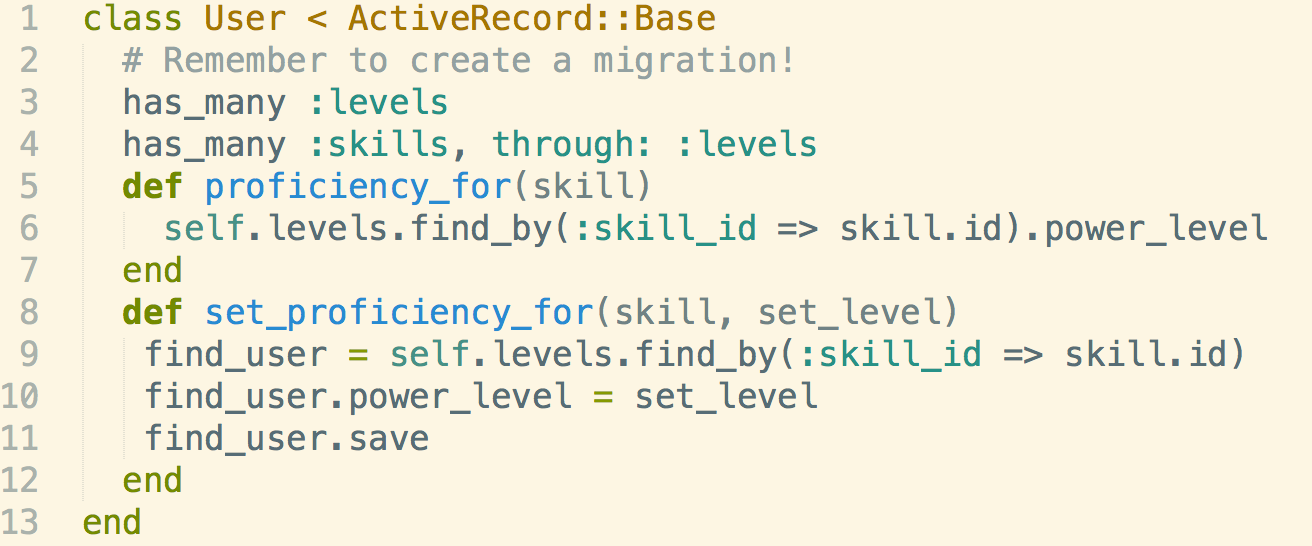 1 class User < ActiveRecord::Base
2   # Remember to create a migration!
3   has_many :levels
4   has_many :skills, through: :levels
5   def proficiency_for(skill)
6     self.levels.find_by(:skill_id => skill.id).power_level
7   end
8   def set_proficiency_for(skill, set_level)
9    find_user = self.levels.find_by(:skill_id => skill.id)
10    find_user.power_level = set_level
11    find_user.save
12   end
13 end